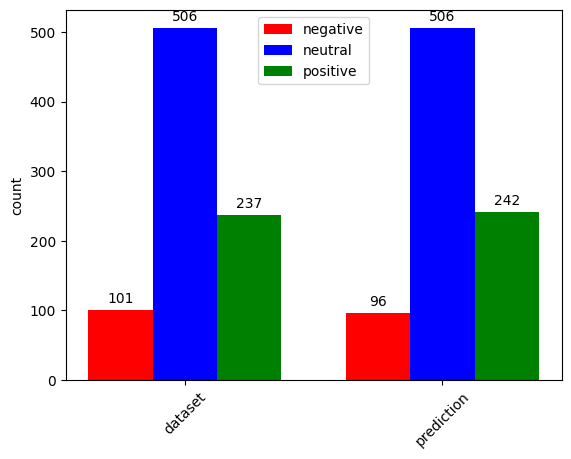 506
506
negative
neutral
positive
500
400
300
200
100
0
count
237
242
101
96
dataset
prediction